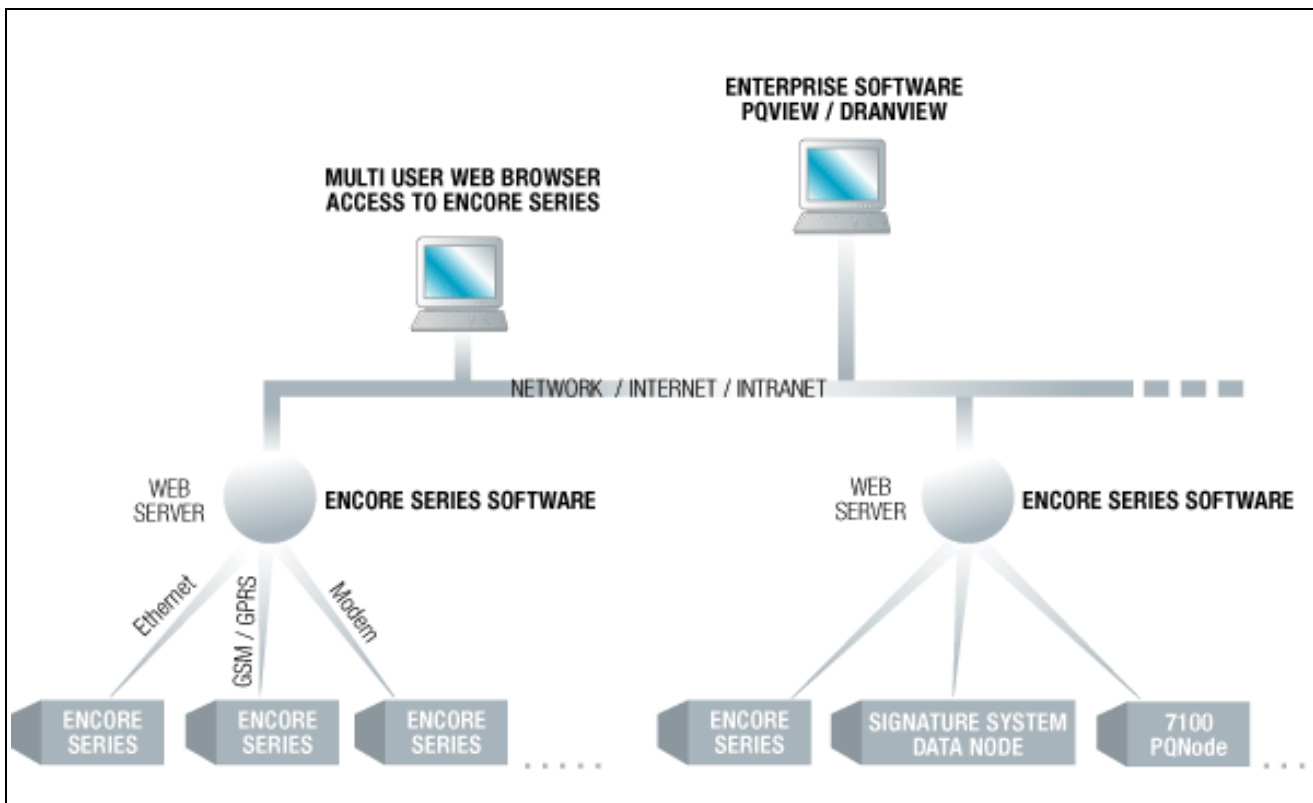 ENTERPRISE SOFTWARE
PQVIEW / DRANVIEW
MULTI USER WEB BROWSER
ACCESS TO ENCORE SERIES
NETWORK / INTERNET / INTRANET
WEB
SERVER
ENCORE SERIES SOFTWARE
WEB
SERVER
ENCORE SERIES SOFTWARE
Ethernet
GSM / GPRS
Modem
ENCORE
SERIES
ENCORE
SERIES
ENCORE
SERIES
.....
ENCORE
SERIES
SIGNATURE SYSTEM
DATA NODE
7100
PQNode
....